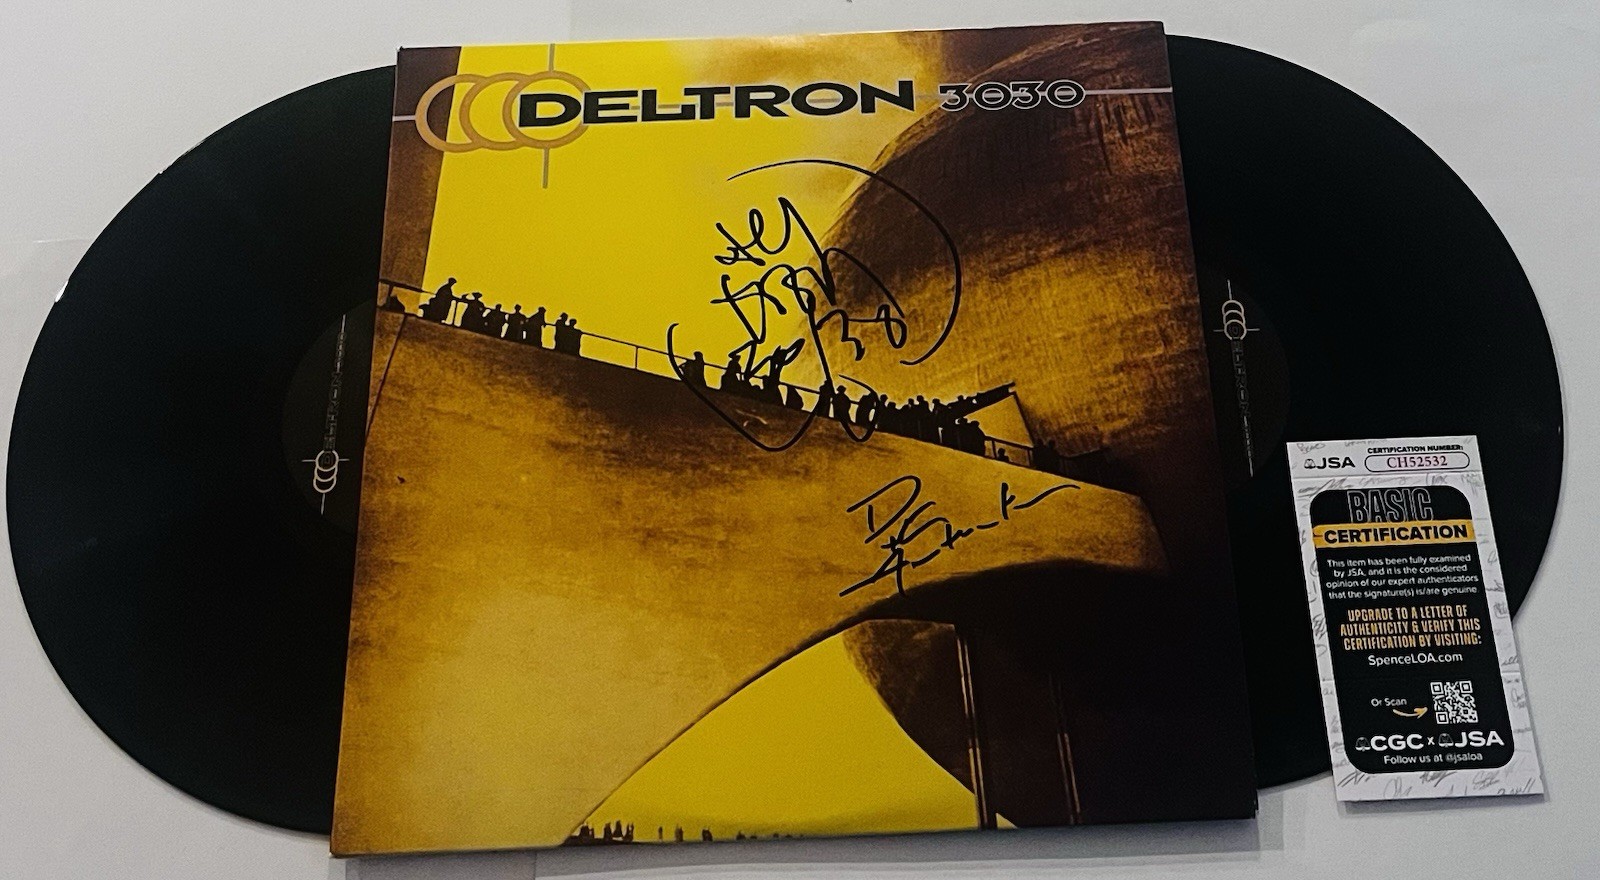 DELTRON 3030
JSA
CERTIFICATION NUMBER:
CH52532
BASIC
CERTIFICATION
This item has been fully examined
by JSA, and it is the considered
opinion of our expert authenticators
that the signature(s) is/are genuine
UPGRADE TO A LETTER OF
AUTHENTICITY & VERIFY THIS
CERTIFICATION BY VISITING:
SpenceLOA.com
Or Scan
CGC x JSA
Follow us at @jsaloa